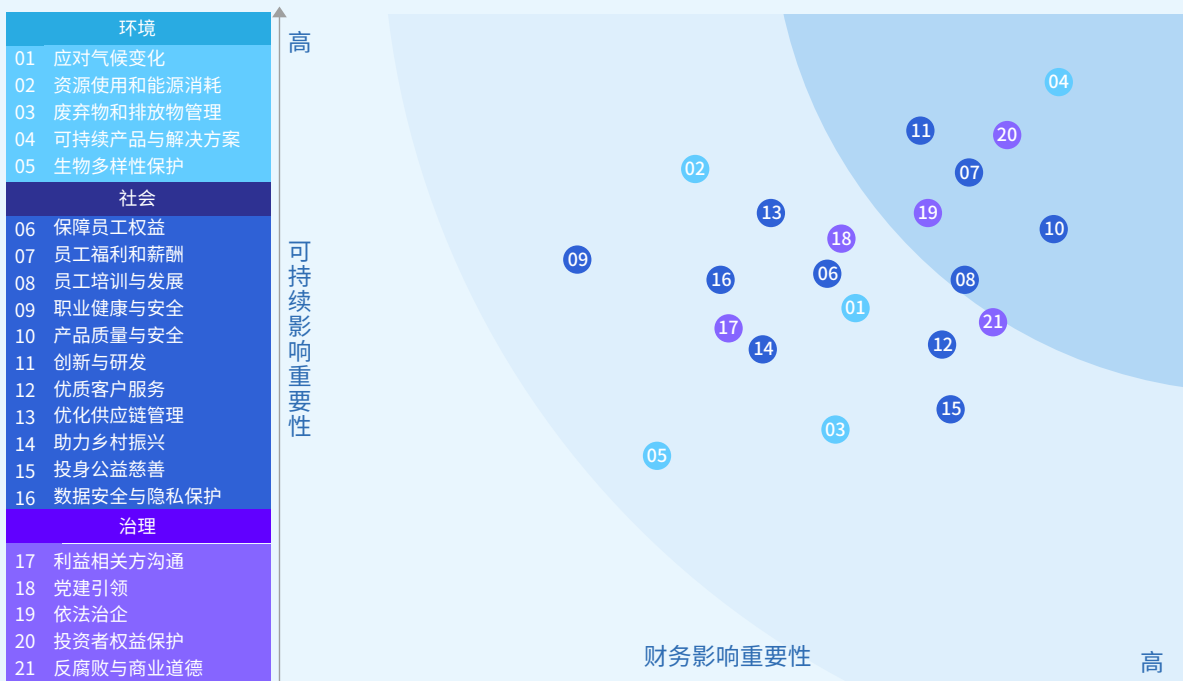 环境
01 应对气候变化
02 资源使用和能源消耗
03 废弃物和排放物管理
04 可持续产品与解决方案
05 生物多样性保护
社会
06 保障员工权益
07 员工福利和薪酬
08 员工培训与发展
09 职业健康与安全
10 产品质量与安全
11 创新与研发
12 优质客户服务
13 优化供应链管理
14 助力乡村振兴
15 投身公益慈善
16 数据安全与隐私保护
治理
17 利益相关方沟通
18 党建引领
19 依法治企
20 投资者权益保护
21 反腐败与商业道德
高
可持续影响重要性
04
11
20
02
07
13
19
10
18
09
06
16
08
01
21
17
12
14
15
03
05
财务影响重要性
高